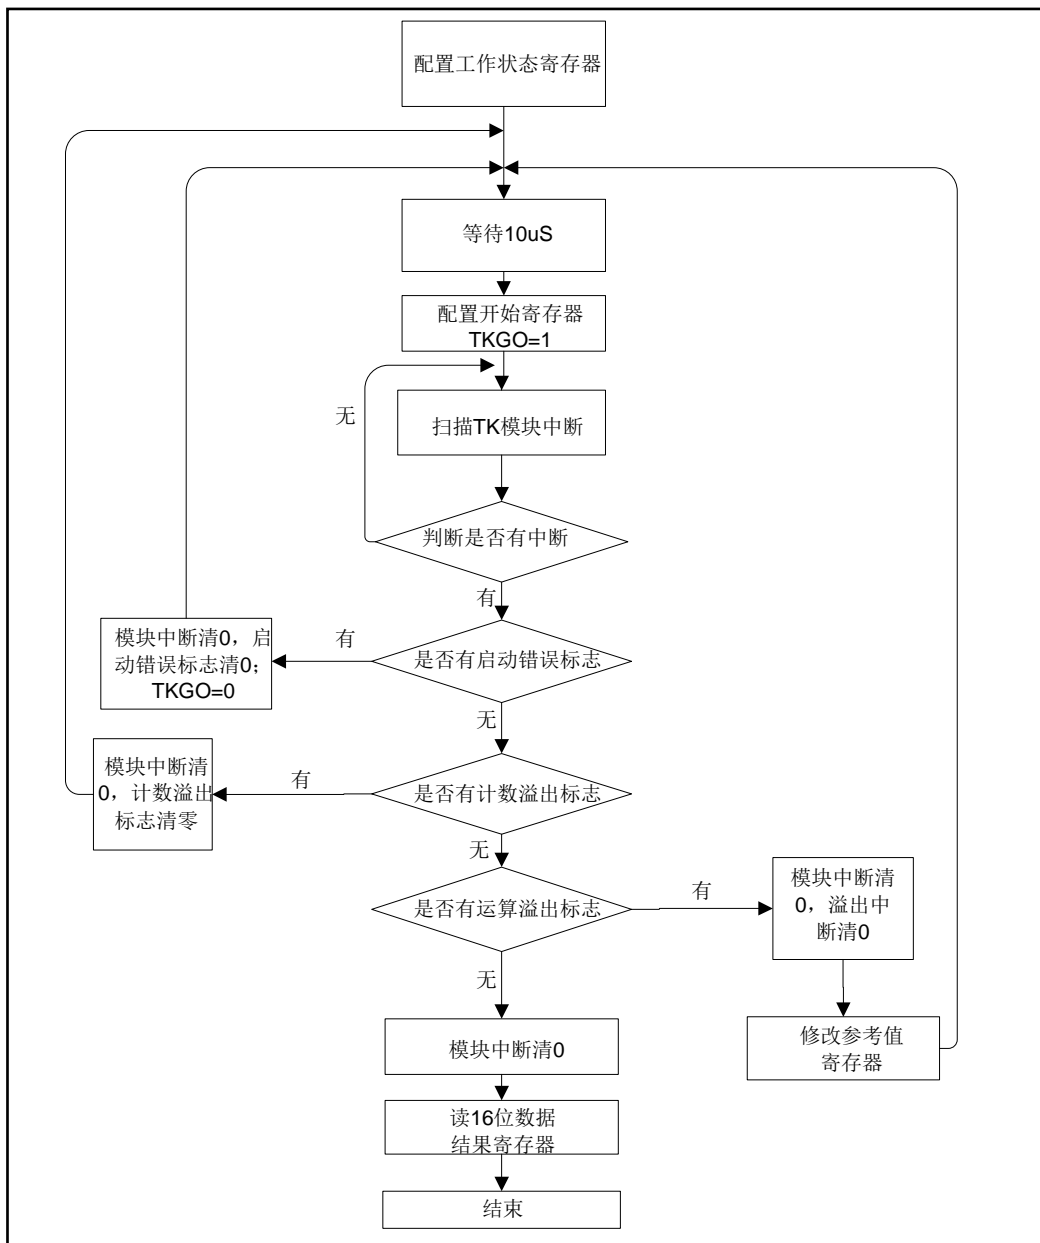 配置工作状态寄存器
等待10uS
配置开始寄存器
TKGO=1
无
扫描TK模块中断
判断是否有中断
有
模块中断清0，启
动错误标志清0；
TKGO=0
有
是否有启动错误标志
无
模块中断清
0，计数溢出
标志清零
有
是否有计数溢出标志
无
是否有运算溢出标志
有
模块中断清
0，溢出中
断清0
无
修改参考值
寄存器
模块中断清0
读16位数据
结果寄存器
结束